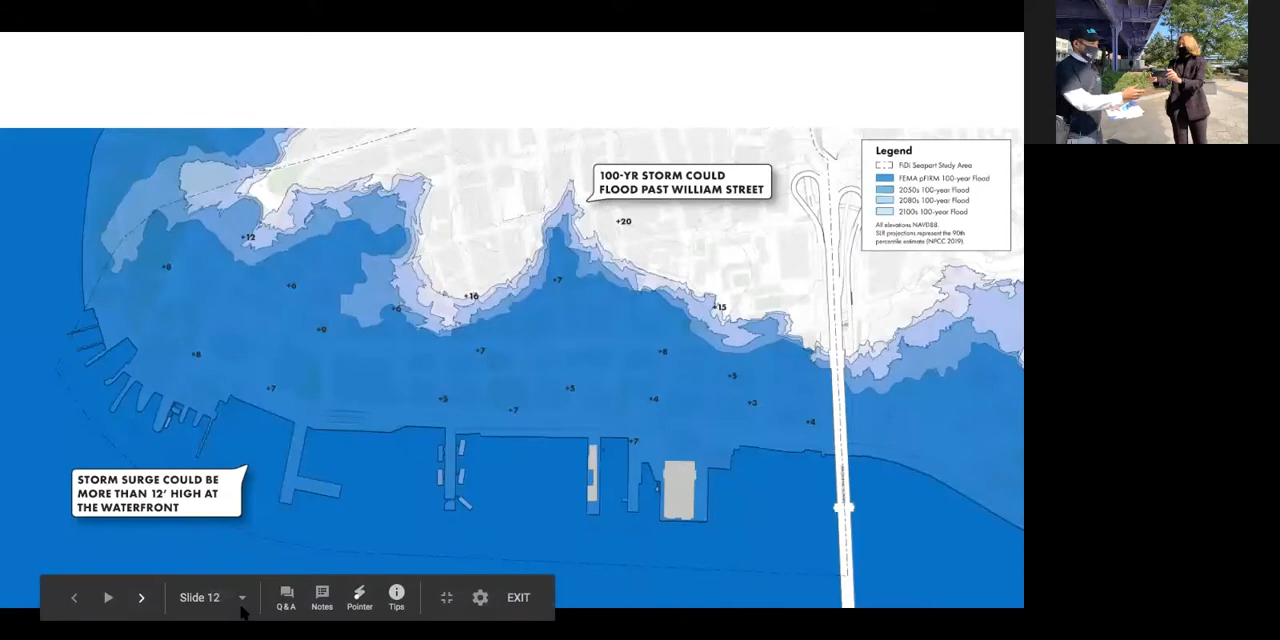 Legend
FiDi Seaport Study Area
FEMA pFIRM 100-year Flood
2050s 100-year Flood
2080s 100-year Flood
2100s 100-year Flood
All elevations NAVD88.
SLR projections represent the 90th
percentile estimate (NPCC 2019).
100-YR STORM COULD
FLOOD PAST WILLIAM STREET
+20
+12
+8
+6
+7
+16
+6
+15
+9
+7
+8
+8
+5
+7
+5
+5
+4
+3
+7
+4
+7
STORM SURGE COULD BE
MORE THAN 12' HIGH AT
THE WATERFRONT
Slide 12
Q & A
Notes
Pointer
Tips
EXIT